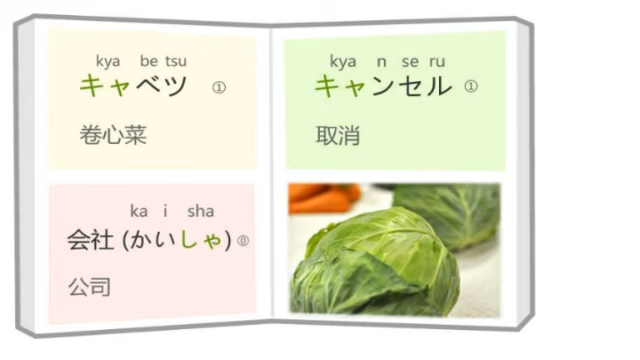 kya be tsu
キャベツ ①
卷心菜
kya n se ru
キャンセル ①
取消
ka i sha
会社 (かいしゃ) ⓪
公司